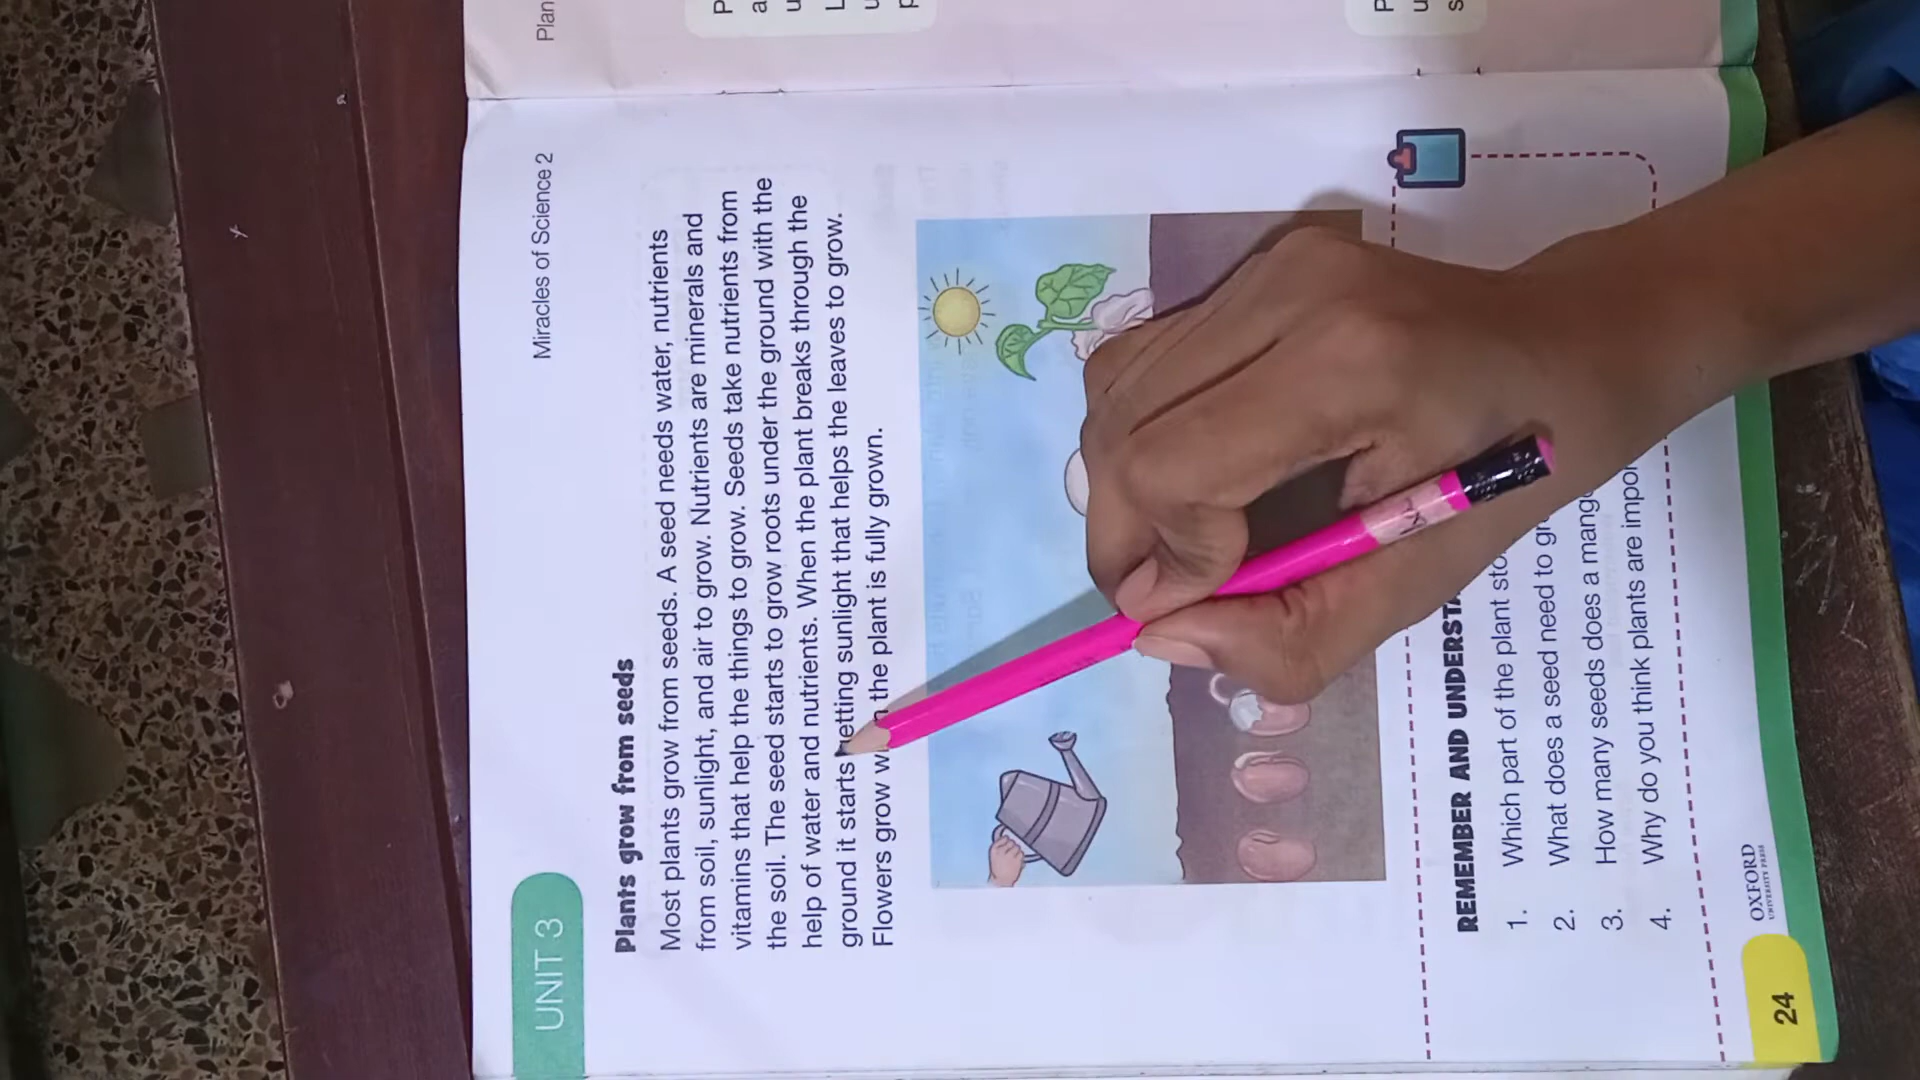 UNIT 3
Miracles of Science 2
Plants grow from seeds
Most plants grow from seeds. A seed needs water, nutrients
from soil, sunlight, and air to grow. Nutrients are minerals and
vitamins that help the things to grow. Seeds take nutrients from
the soil. The seed starts to grow roots under the ground with the
help of water and nutrients. When the plant breaks through the
ground it starts sunlight that helps the leaves to grow.
Flowers grow the plant is fully grown.
REMEMBER AND
1. Which part of the plant
2. What does a seed need to
3. How many seeds does a
4. Why do you think plants are
24
OXFORD
UNIVERSITY PRESS
Plan